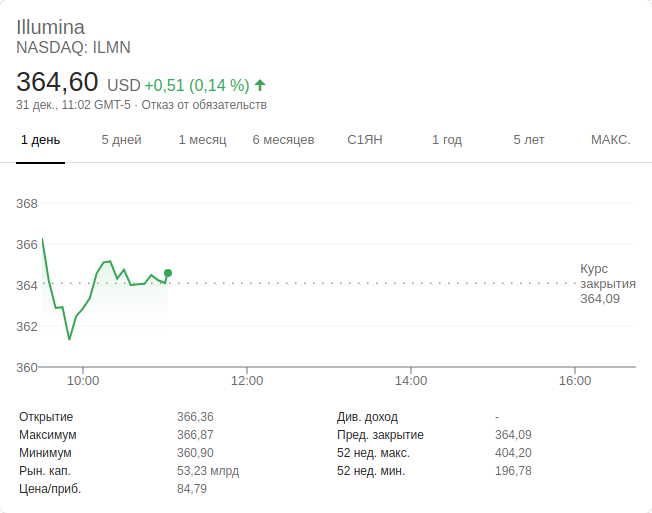 Illumina
NASDAQ: ILMN
364,60 USD +0,51 (0,14 %)
31 дек., 11:02 GMT-5 · Отказ от обязательств
1 день 5 дней 1 месяц 6 месяцев С1ЯН 1 год 5 лет МАКС.
368
366
364
362
360
Курс
закрытия
364,09
10:00 12:00 14:00 16:00
Открытие 366,36 Див. доход -
Максимум 366,87 Пред. закрытие 364,09
Минимум 360,90 52 нед. макс. 404,20
Рын. кап. 53,23 млрд 52 нед. мин. 196,78
Цена/приб. 84,79